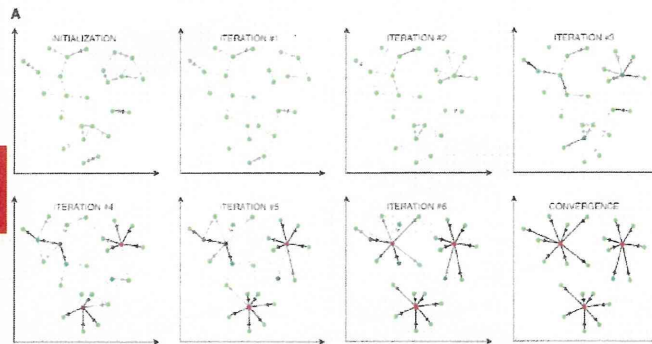 A
INITIALIZATION
ITERATION #1
ITERATION #2
ITERATION #3
ITERATION #4
ITERATION #5
ITERATION #6
CONVERGENCE